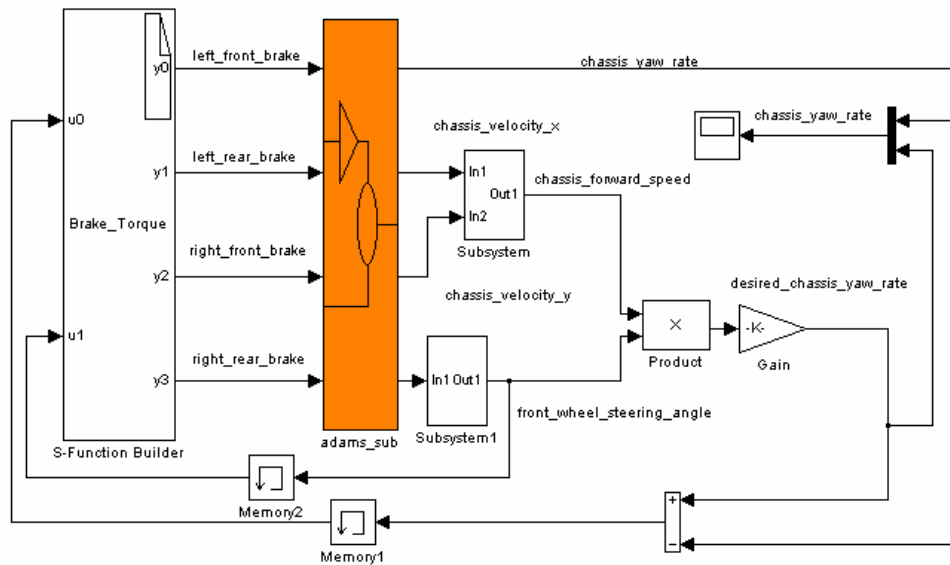 y0
left_front_brake
chassis_yaw_rate
u0
chassis_velocity_x
chassis_yaw_rate
y1
left_rear_brake
In1
Out1
chassis_forward_speed
In2
Brake_Torque
Subsystem
y2
right_front_brake
chassis_velocity_y
desired_chassis_yaw_rate
u1
X
-K-
Product
Gain
y3
right_rear_brake
In1 Out1
front_wheel_steering_angle
Subsystem1
adams_sub
S-Function Builder
Memory2
+
−
Memory1